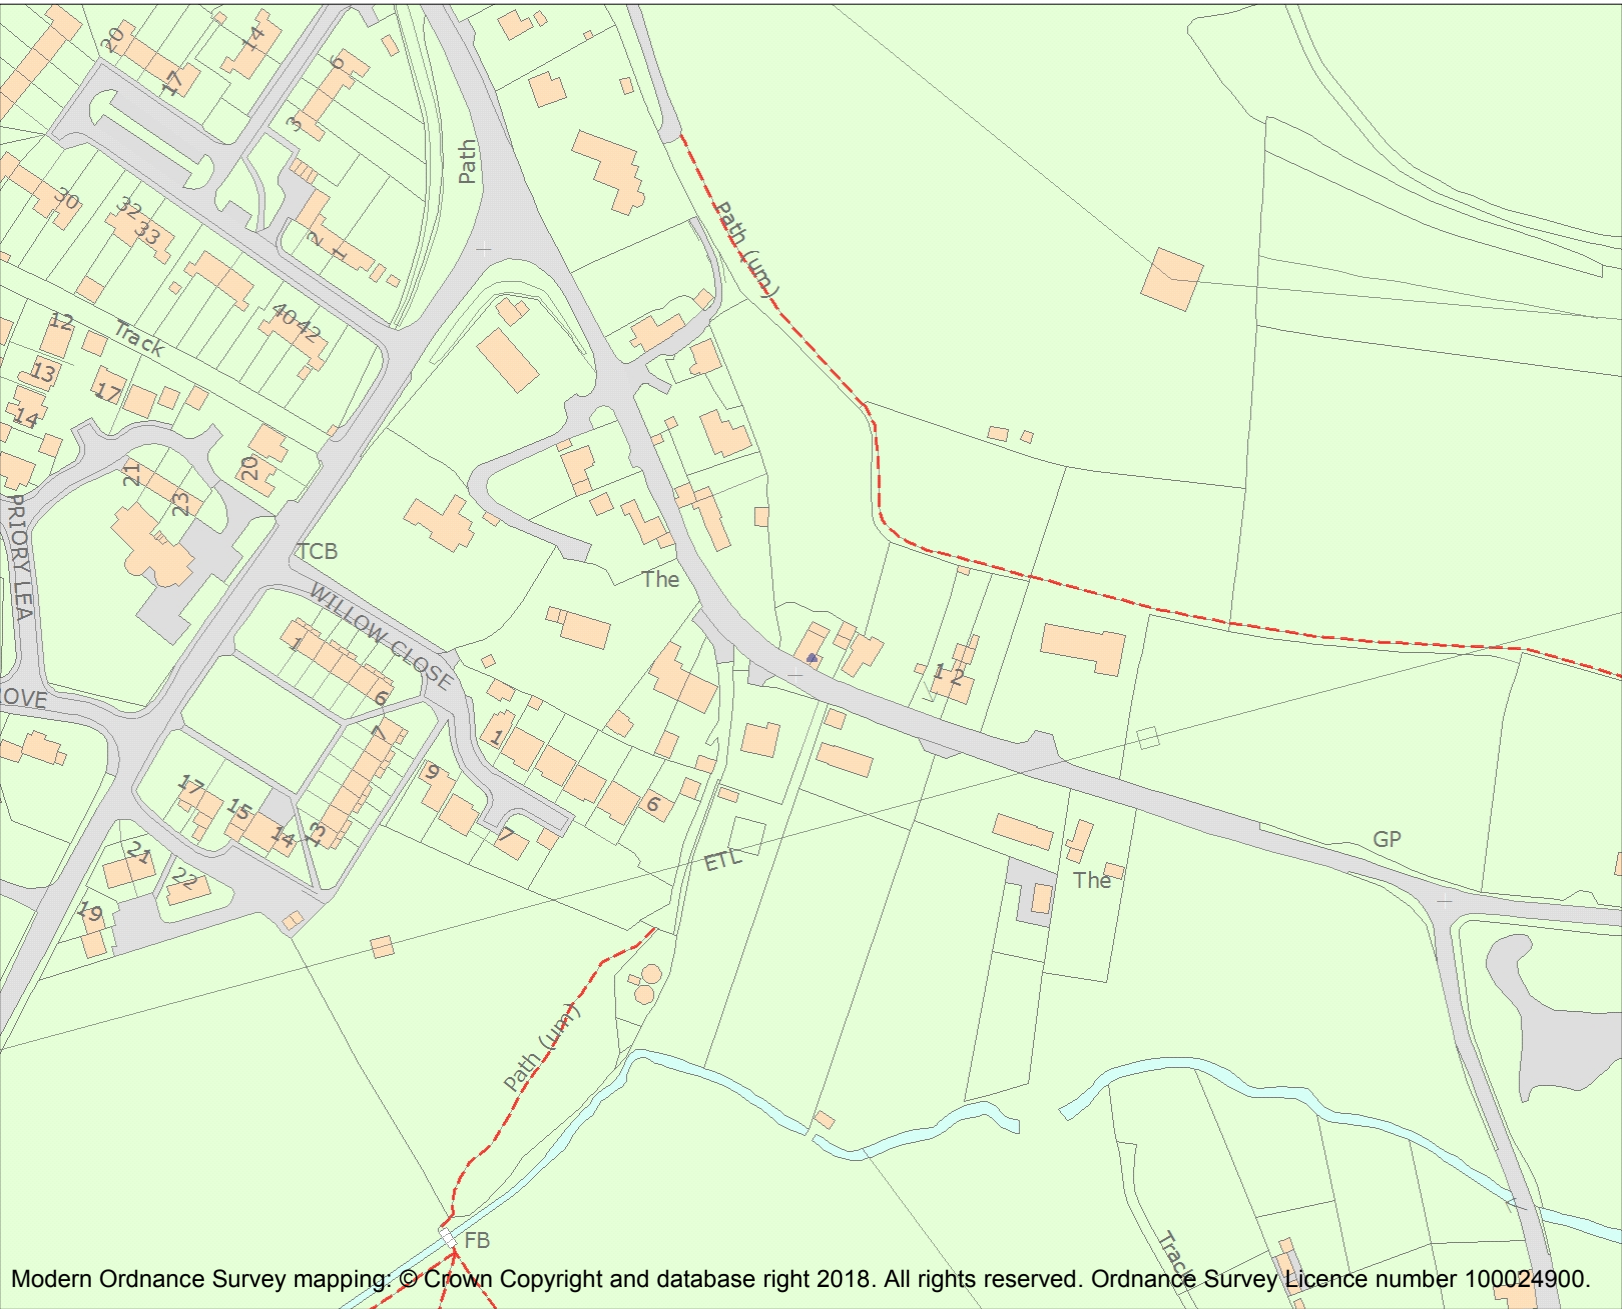 20
14
17
6
3
Path
30
32
33
2
1
Path (um)
12
Track
40 42
13
17
14
21
23
20
PRIORY LEA
TCB
The
WILLOW CLOSE
1
6
OVE
7
1
1 2
9
6
17
15
14
13
7
ETL
GP
21
22
19
The
Path (um)
FB
Track
Modern Ordnance Survey mapping: © Crown Copyright and database right 2018. All rights reserved. Ordnance Survey Licence number 100024900.